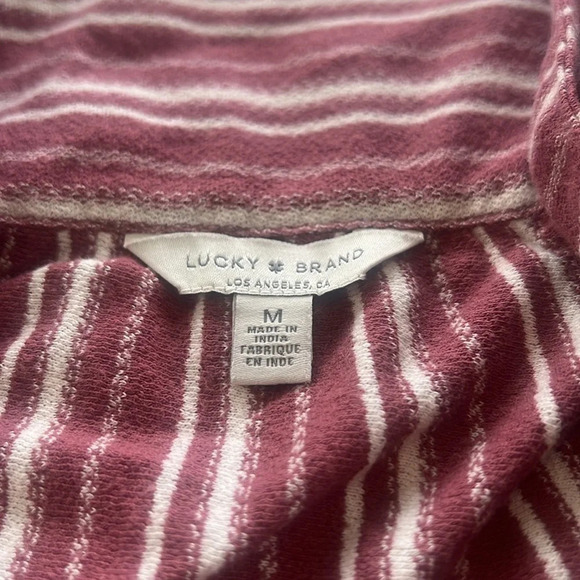 LUCKY BRAND
LOS ANGELES, CA
M
MADE IN
INDIA
FABRIQUE
EN INDE